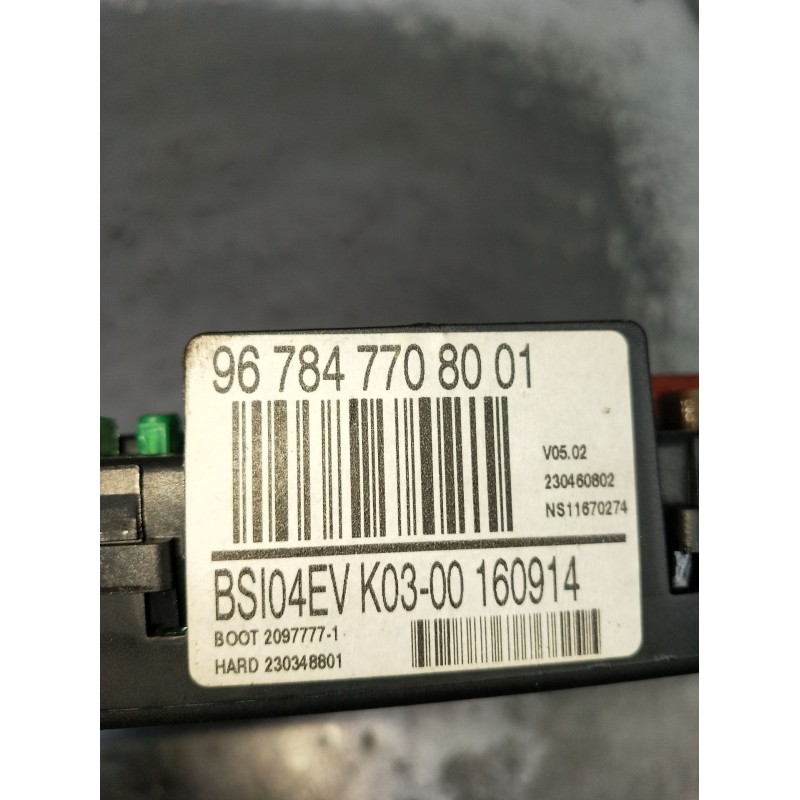 96 784 770 80 01
V05.02
230460802
NS11670274
BSI04EV K03-00 160914
BOOT 2097777-1
HARD 230348801